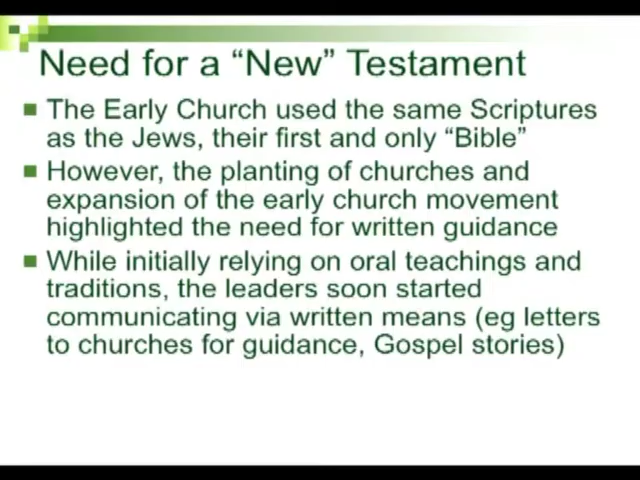 Need for a “New” Testament
The Early Church used the same Scriptures
as the Jews, their first and only “Bible”
However, the planting of churches and
expansion of the early church movement
highlighted the need for written guidance
While initially relying on oral teachings and
traditions, the leaders soon started
communicating via written means (eg letters
to churches for guidance, Gospel stories)